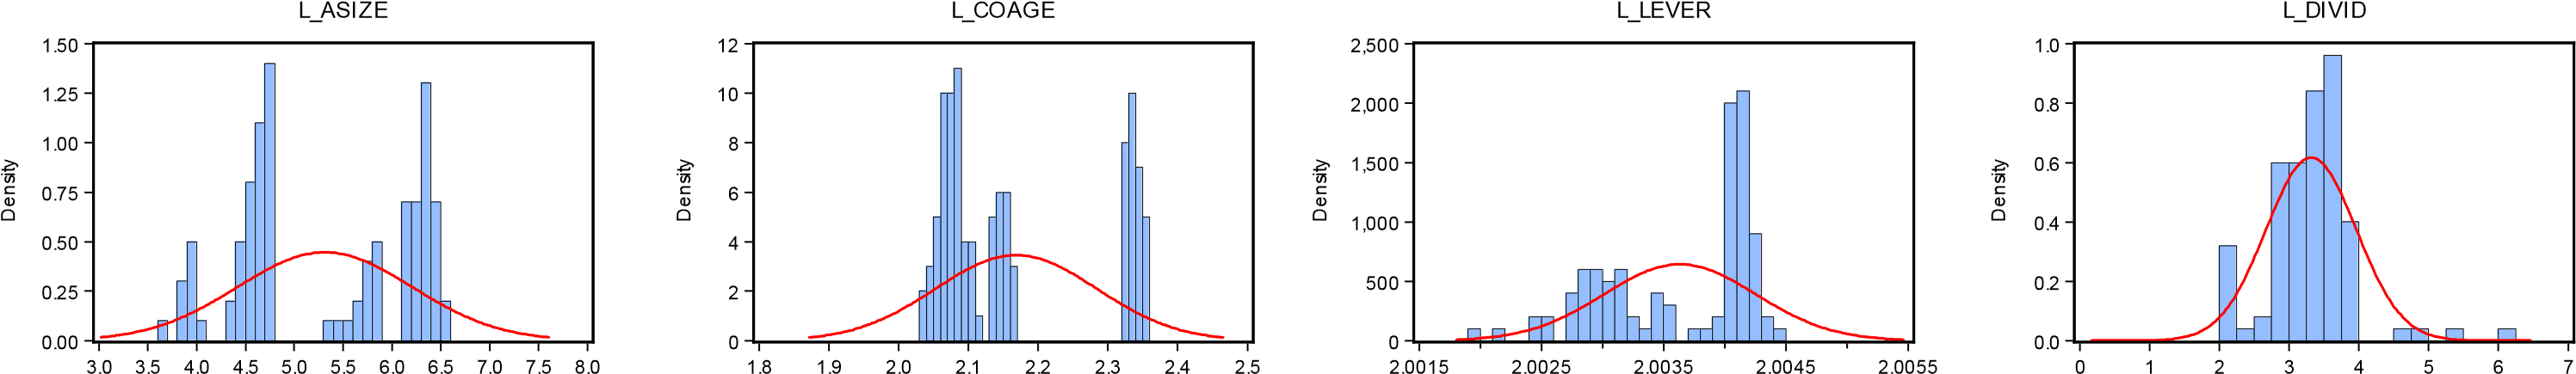 L_ASIZE
1.50
1.25
1.00
0.75
0.50
0.25
0.00
Density
3.0 3.5 4.0 4.5 5.0 5.5 6.0 6.5 7.0 7.5 8.0
L_COAGE
12
10
8
6
4
2
0
Density
1.8 1.9 2.0 2.1 2.2 2.3 2.4 2.5
L_LEVER
2,500
2,000
1,500
1,000
500
0
Density
2.0015 2.0025 2.0035 2.0045 2.0055
L_DIVID
1.0
0.8
0.6
0.4
0.2
0.0
Density
0 1 2 3 4 5 6 7